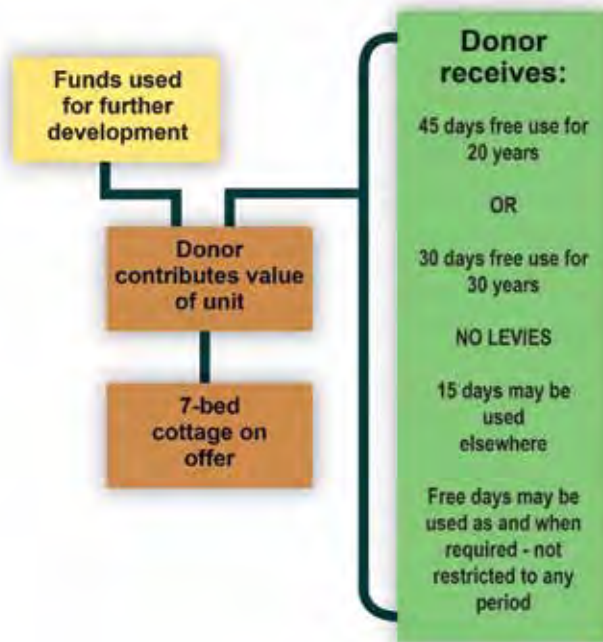 Funds used
for further
development
Donor
contributes value
of unit
7-bed
cottage on
offer
Donor
receives:
45 days free use for
20 years
OR
30 days free use for
30 years
NO LEVIES
15 days may be
used
elsewhere
Free days may be
used as and when
required - not
restricted to any
period